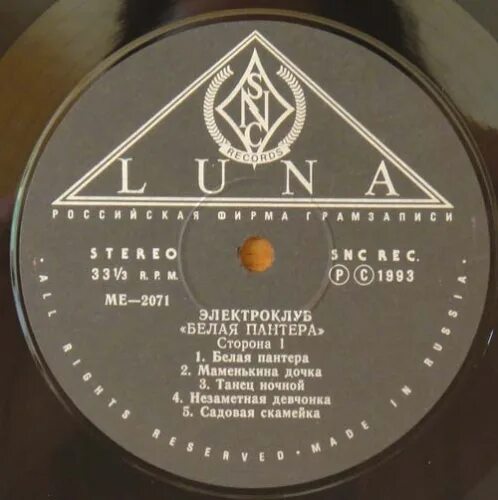 SNC
RECORDS
LUNA
РОССИЙСКАЯ ФИРМА ГРАМЗАПИСИ
STEREO
33⅓ R.P.M.
ME—2071
SNC REC.
Ⓟ Ⓒ 1993
ЭЛЕКТРОКЛУБ
«БЕЛАЯ ПАНТЕРА»
Сторона 1
1. Белая пантера
2. Маменькина дочка
3. Танец ночной
4. Незаметная девчонка
5. Садовая скамейка
· ALL RIGHTS RESERVED · MADE IN RUSSIA ·